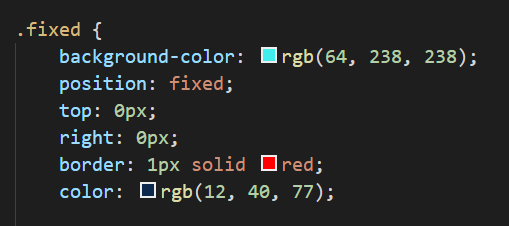 .fixed {
    background-color: rgb(64, 238, 238);
    position: fixed;
    top: 0px;
    right: 0px;
    border: 1px solid red;
    color: rgb(12, 40, 77);